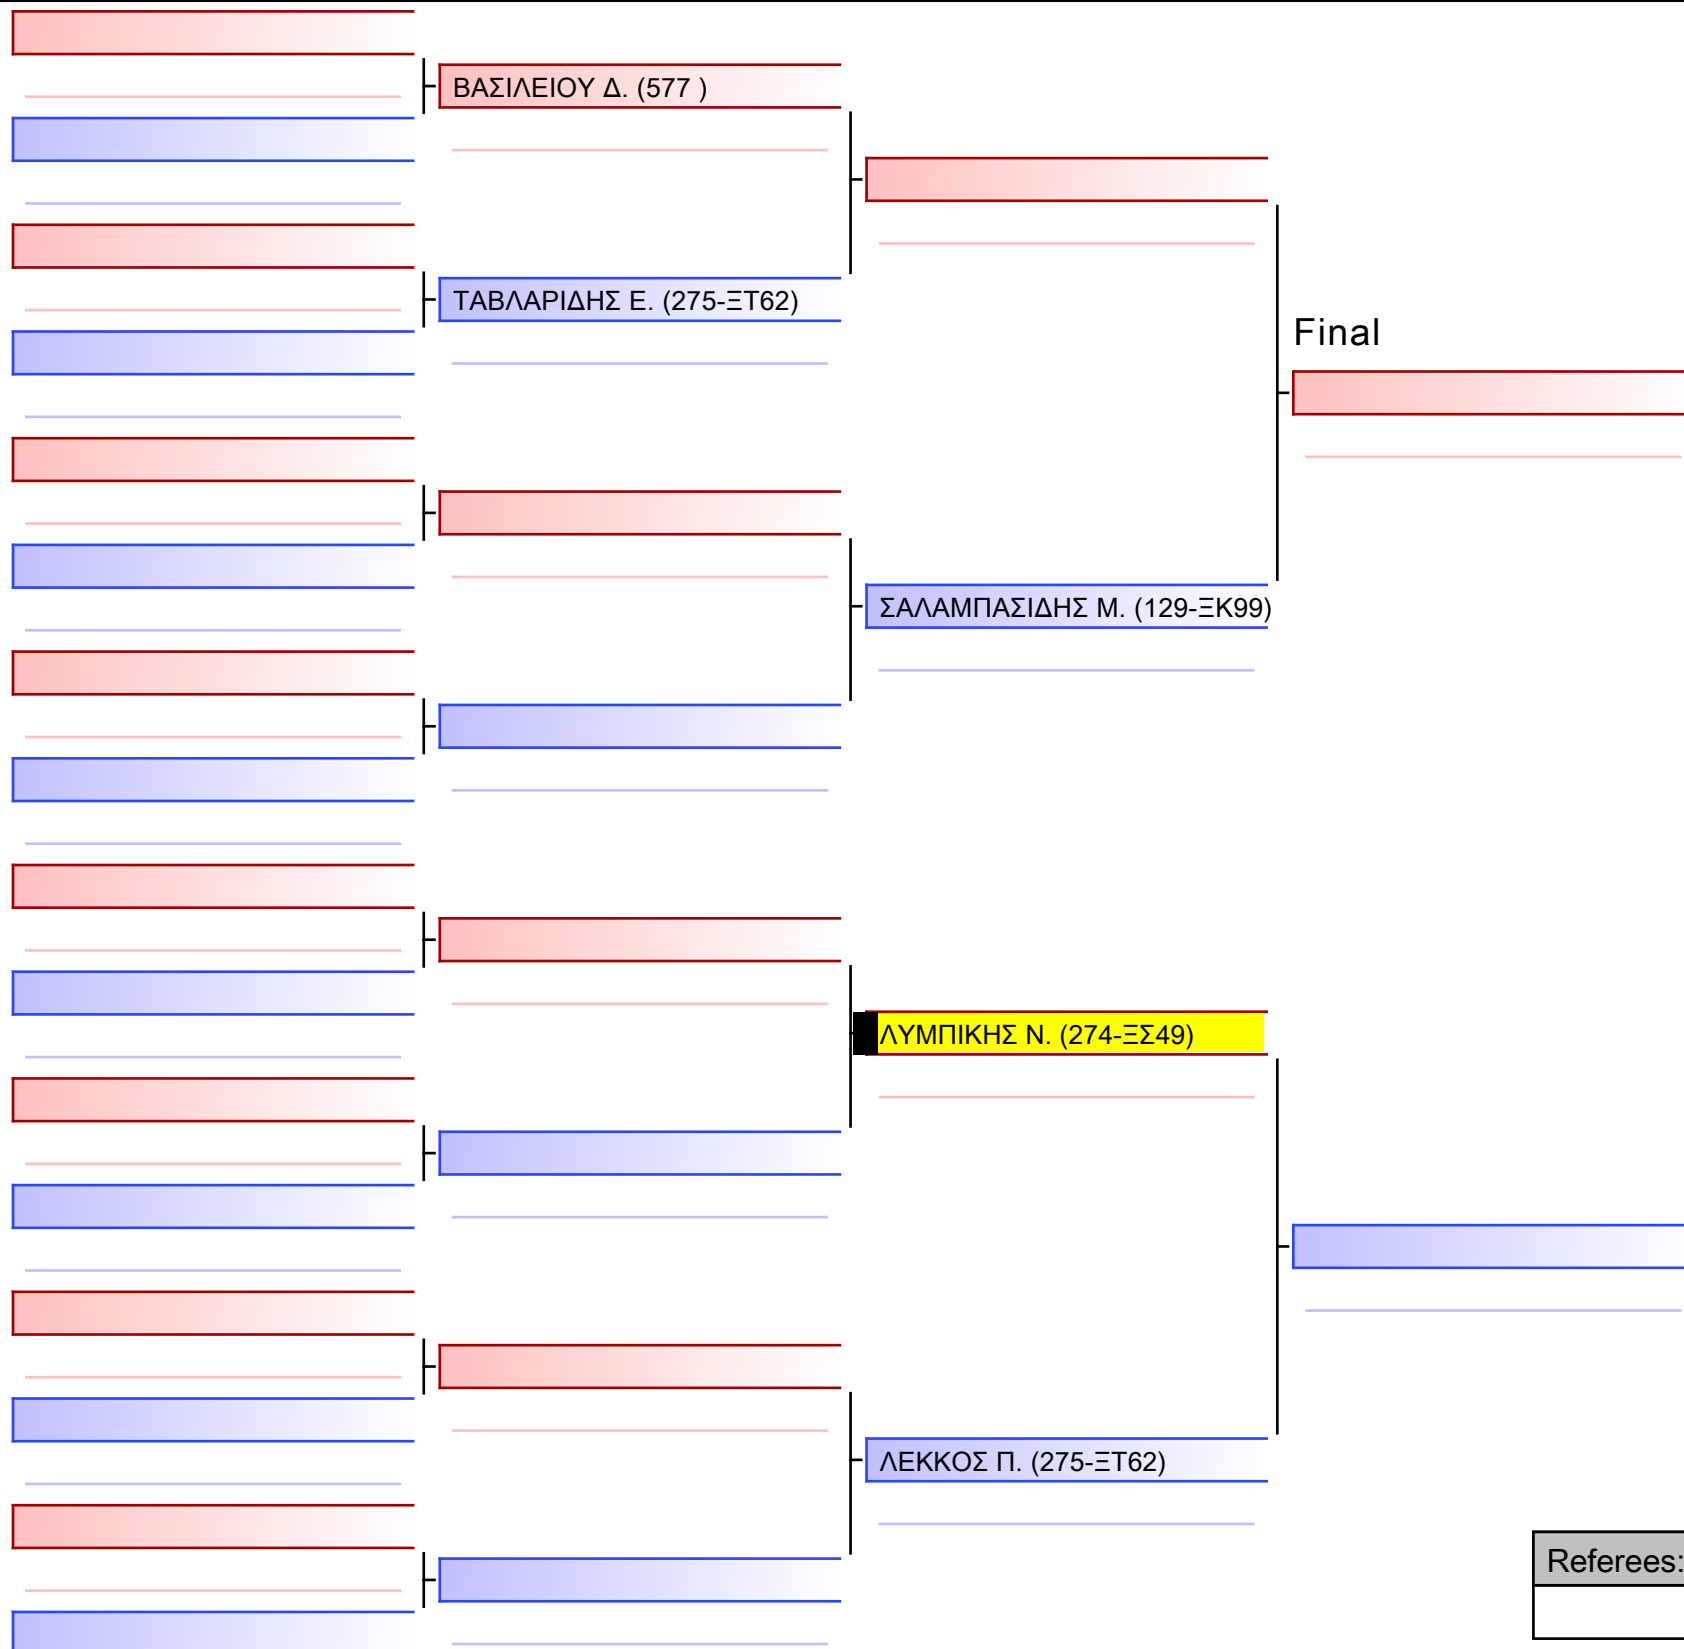 ΒΑΣΙΛΕΙΟΥ Δ. (577 )
ΤΑΒΛΑΡΙΔΗΣ Ε. (275-ΞΤ62)
Final
ΣΑΛΑΜΠΑΣΙΔΗΣ Μ. (129-ΞΚ99)
ΛΥΜΠΙΚΗΣ Ν. (274-ΞΣ49)
ΛΕΚΚΟΣ Π. (275-ΞΤ62)
Referees: